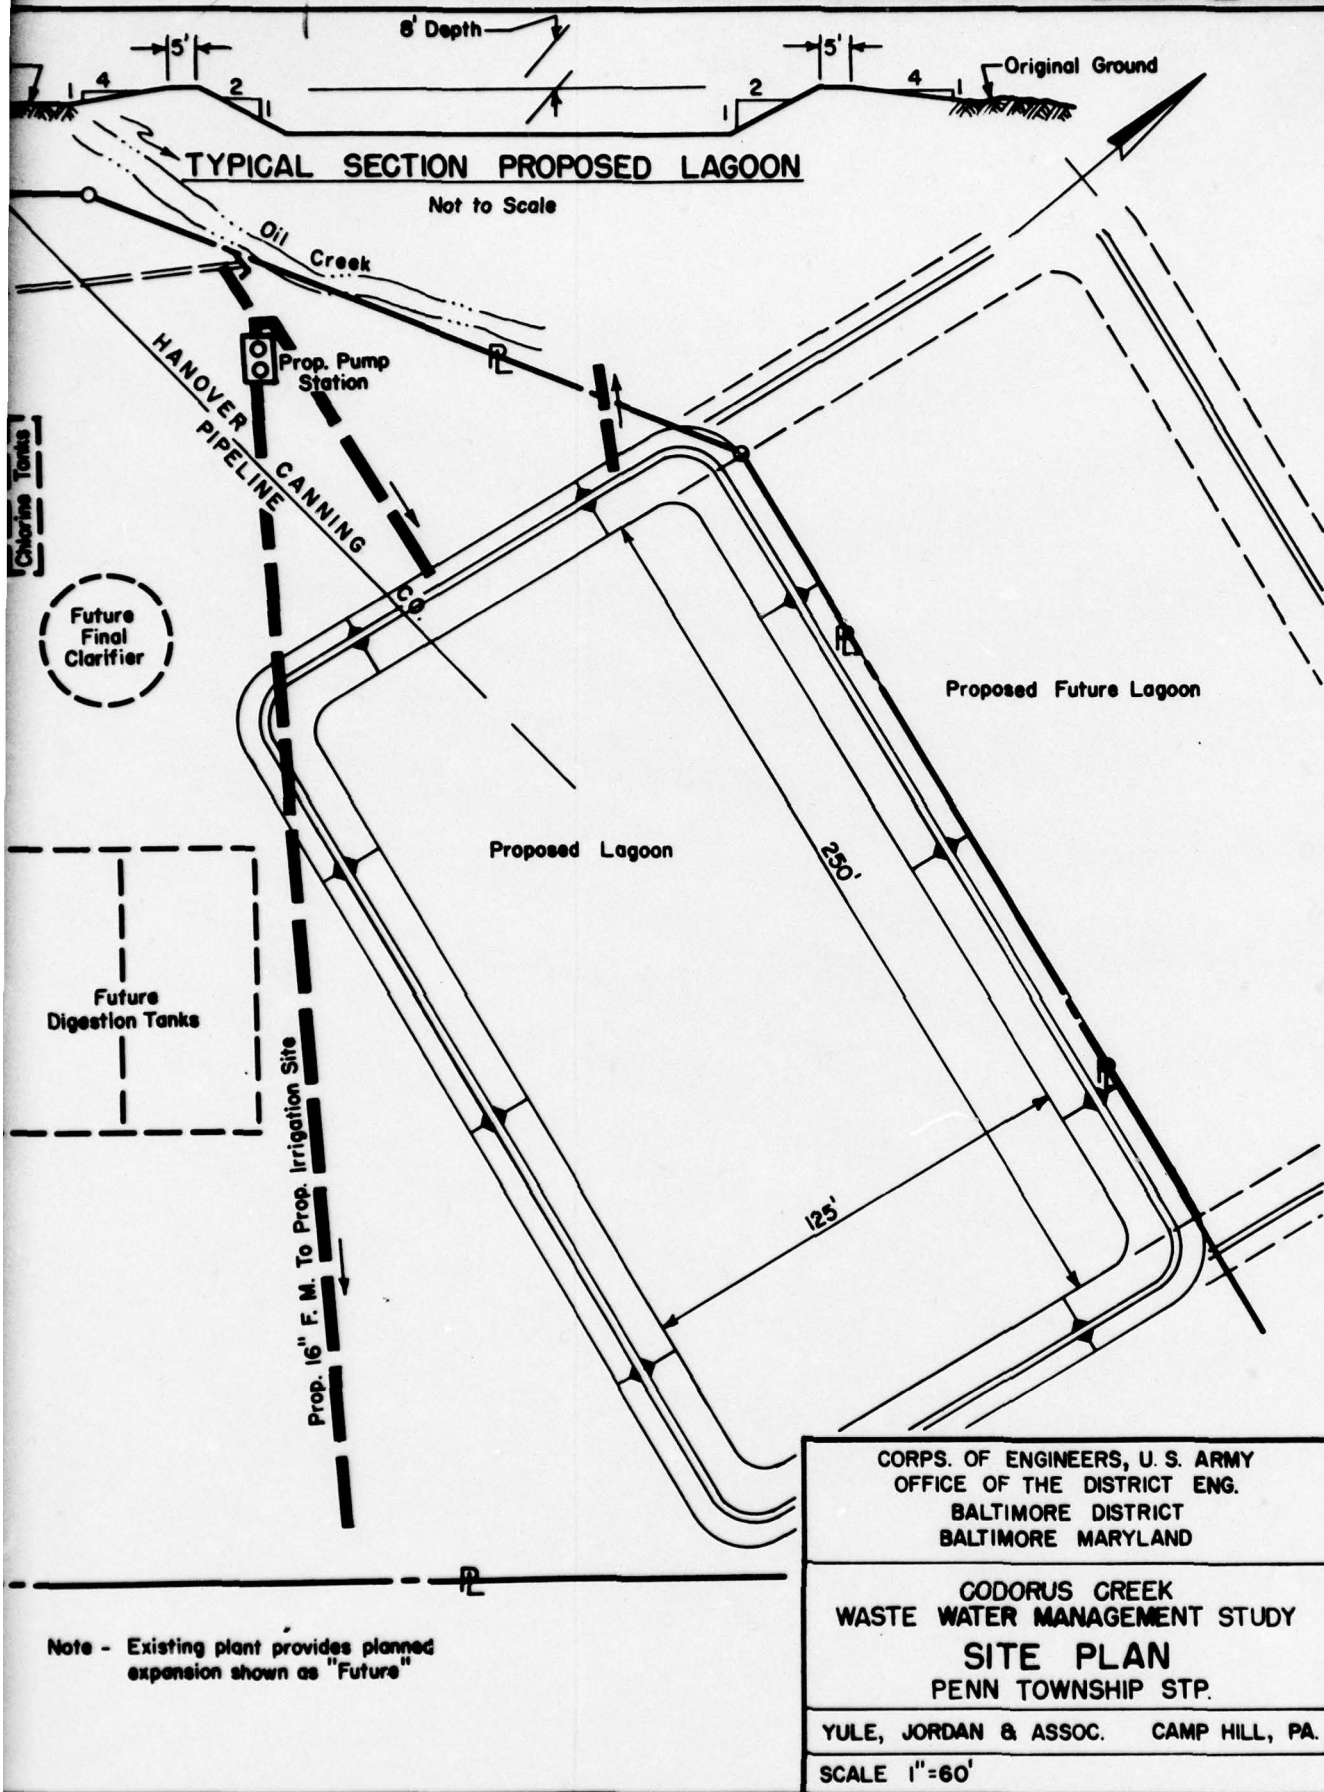 8' Depth
5'
5'
1
4
2
1
2
1
4
1
Original Ground
TYPICAL SECTION PROPOSED LAGOON
Not to Scale
Oil
Creek
PL
Prop. Pump
Station
HANOVER CANNING CO.
PIPELINE
Chlorine Tanks
Future
Final
Clarifier
PL
Proposed Future Lagoon
Proposed Lagoon
250'
Future
Digestion Tanks
PL
125'
Prop. 16" F. M. To Prop. Irrigation Site
PL
Note - Existing plant provides planned
expansion shown as "Future"
CORPS. OF ENGINEERS, U. S. ARMY
OFFICE OF THE DISTRICT ENG.
BALTIMORE DISTRICT
BALTIMORE MARYLAND
CODORUS CREEK
WASTE WATER MANAGEMENT STUDY
SITE PLAN
PENN TOWNSHIP STP.
YULE, JORDAN & ASSOC. CAMP HILL, PA.
SCALE 1"=60'